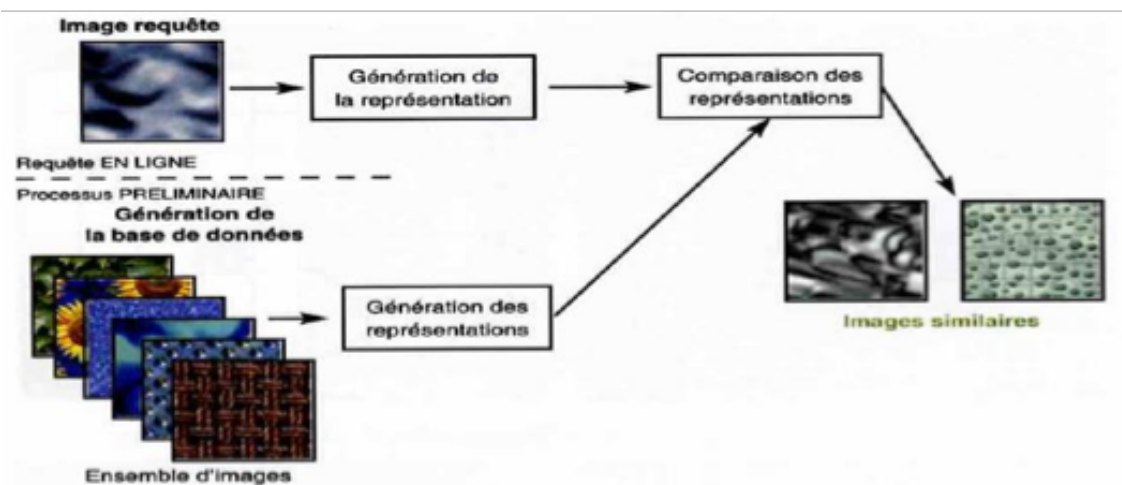 Image requête
Génération de
la représentation
Comparaison des
représentations
Requête EN LIGNE
Processus PRELIMINAIRE
Génération de
la base de données
Génération des
représentations
Images similaires
Ensemble d'images